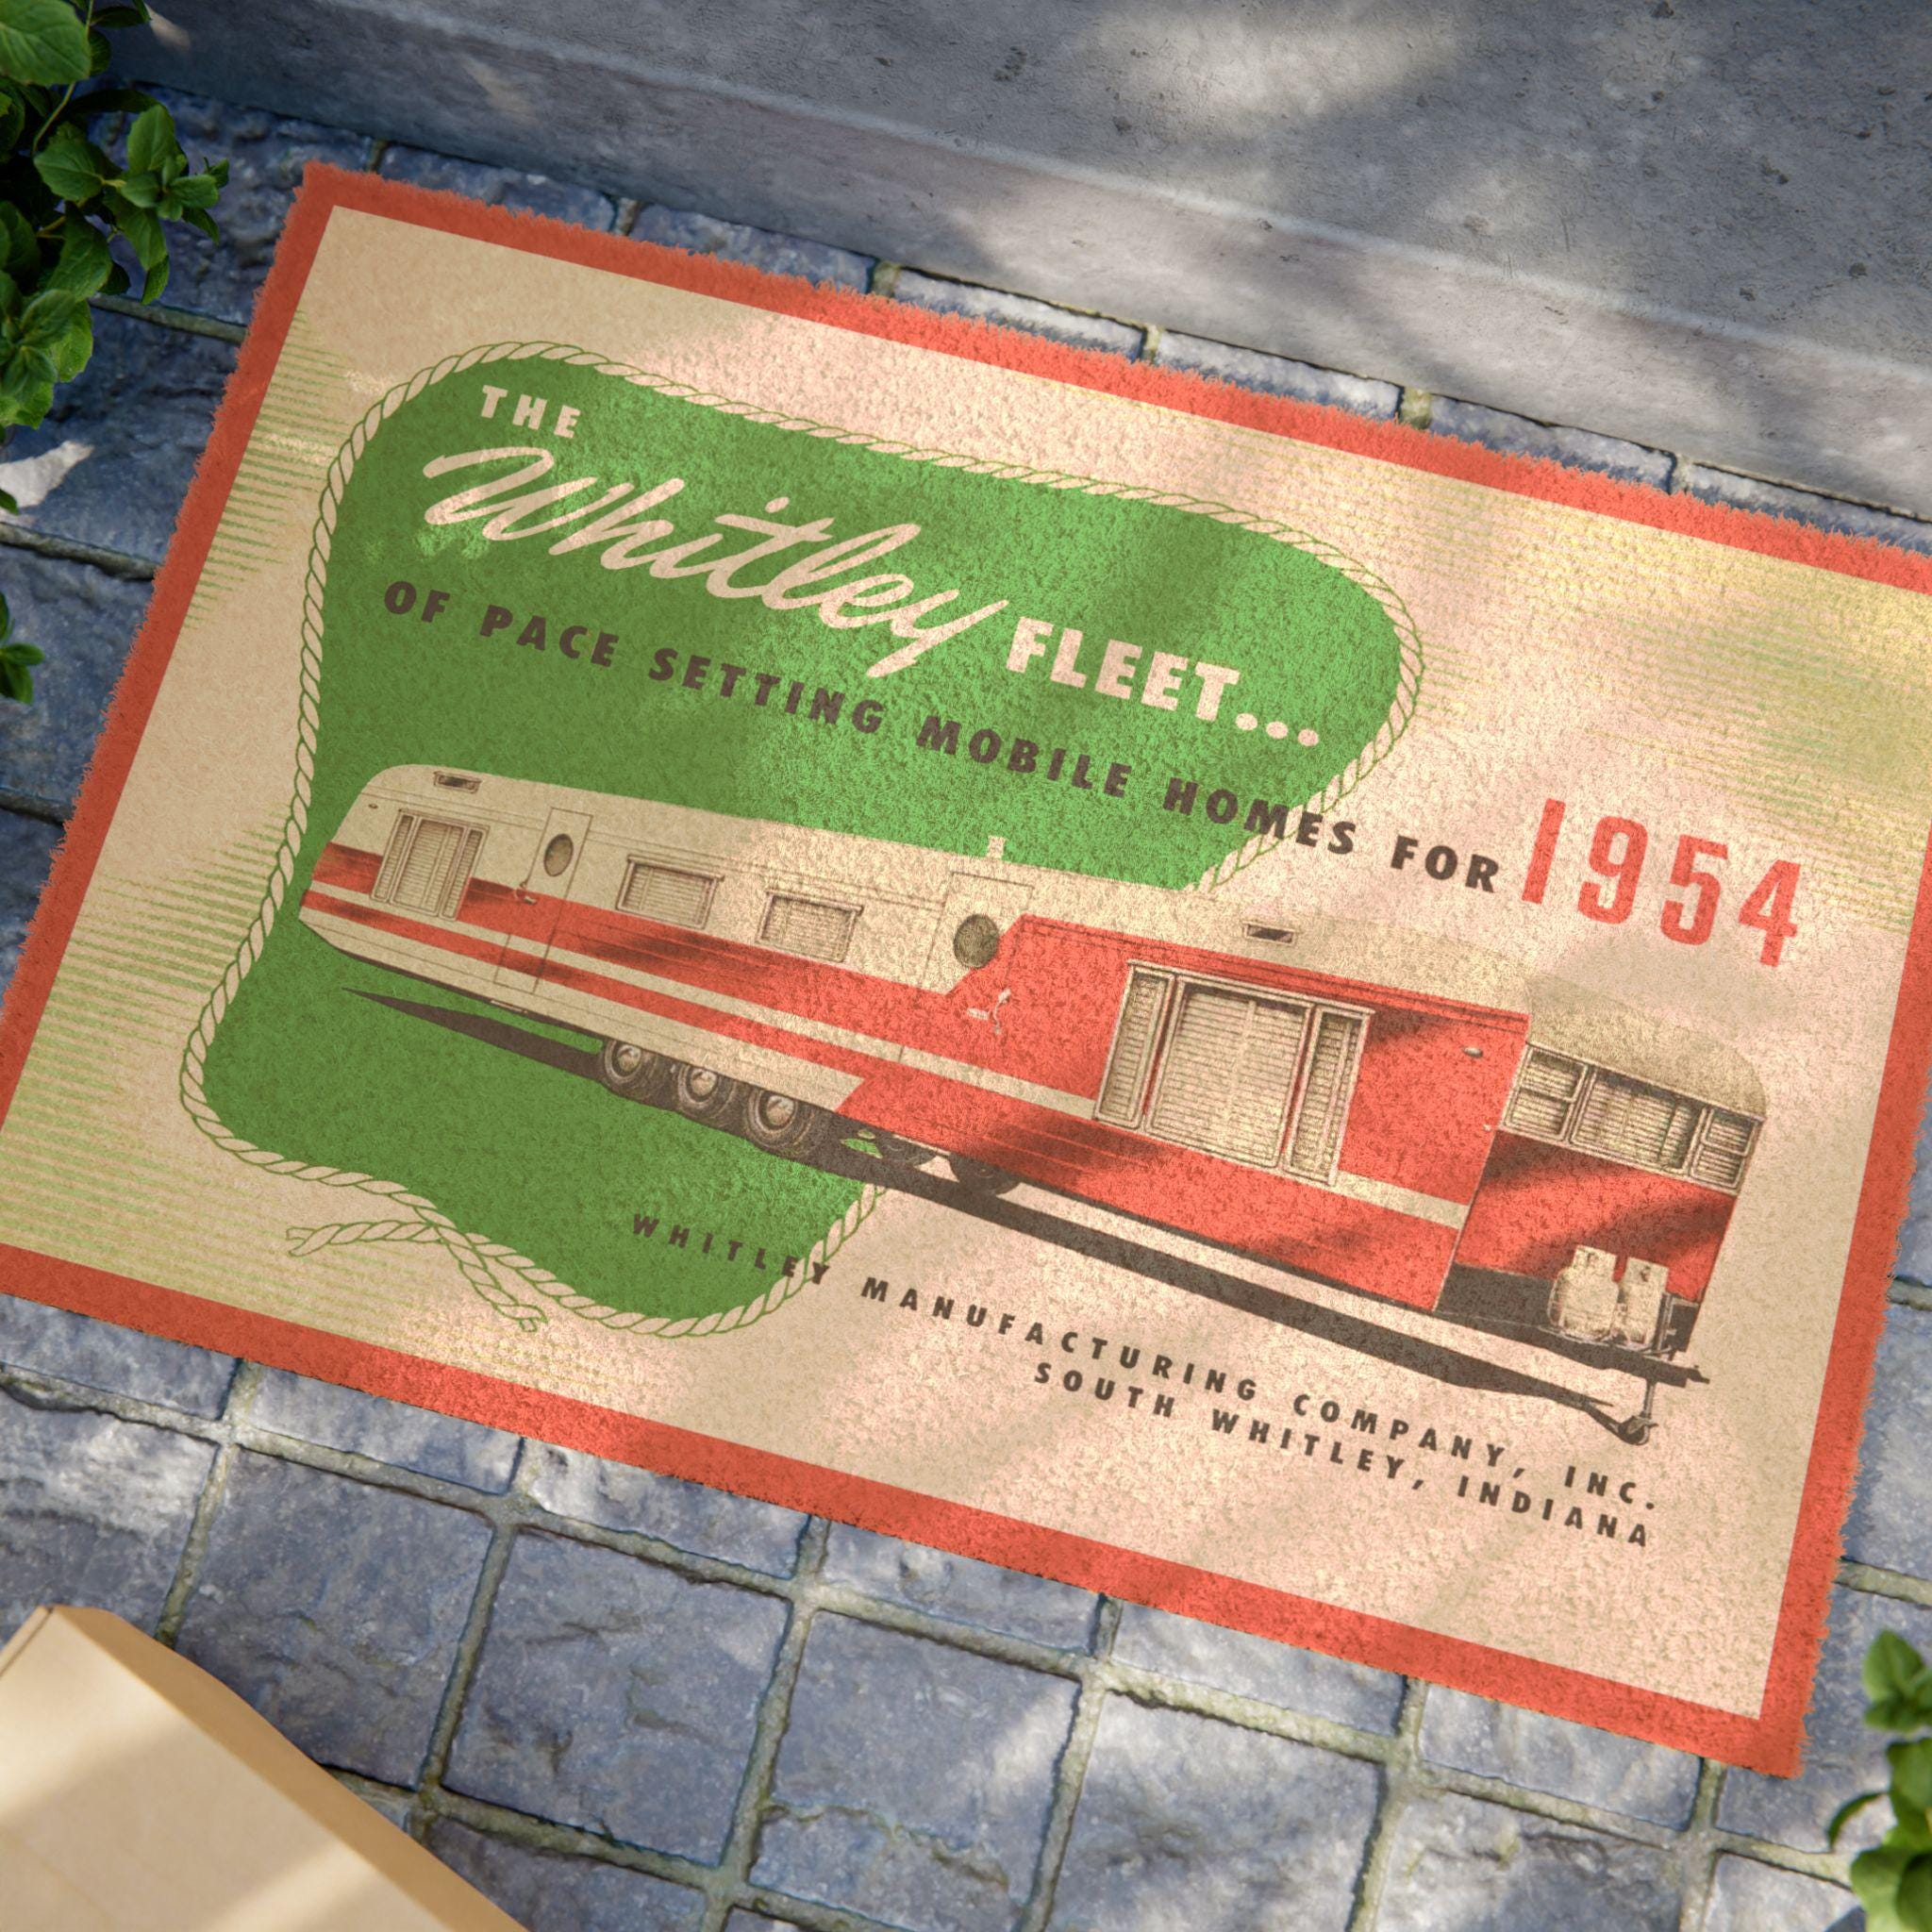 THE
Whitley FLEET...
OF PACE SETTING MOBILE HOMES FOR 1954
WHITLEY MANUFACTURING COMPANY, INC.
SOUTH WHITLEY, INDIANA